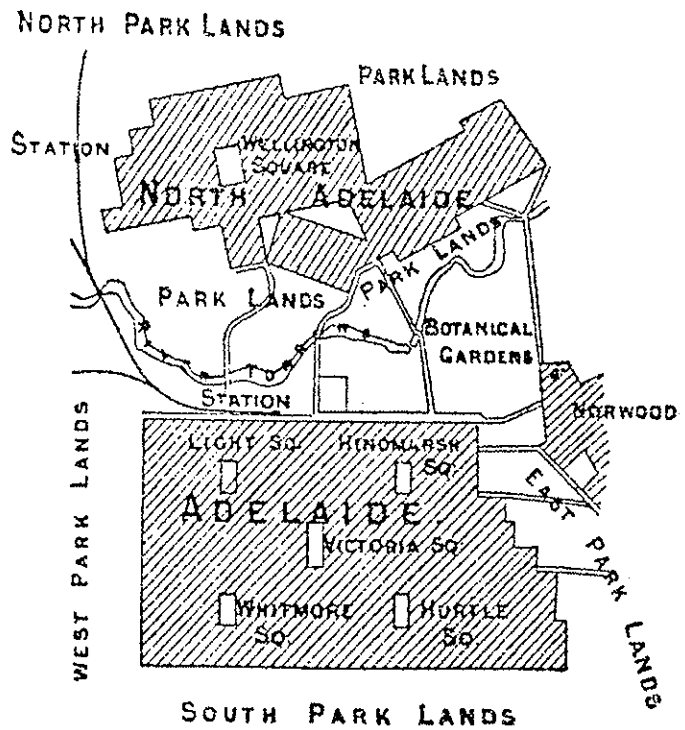 NORTH PARK LANDS
PARK LANDS
STATION
WELLINGTON
SQUARE
NORTH ADELAIDE
PARK LANDS
PARK LANDS
RIVER TORRENS
BOTANICAL
GARDENS
STATION
NORWOOD
LIGHT SQ.
HINDMARSH
SQ.
ADELAIDE.
EAST PARK LANDS
WEST PARK LANDS
VICTORIA SQ
WHITMORE
SQ.
HURTLE
SQ.
SOUTH PARK LANDS